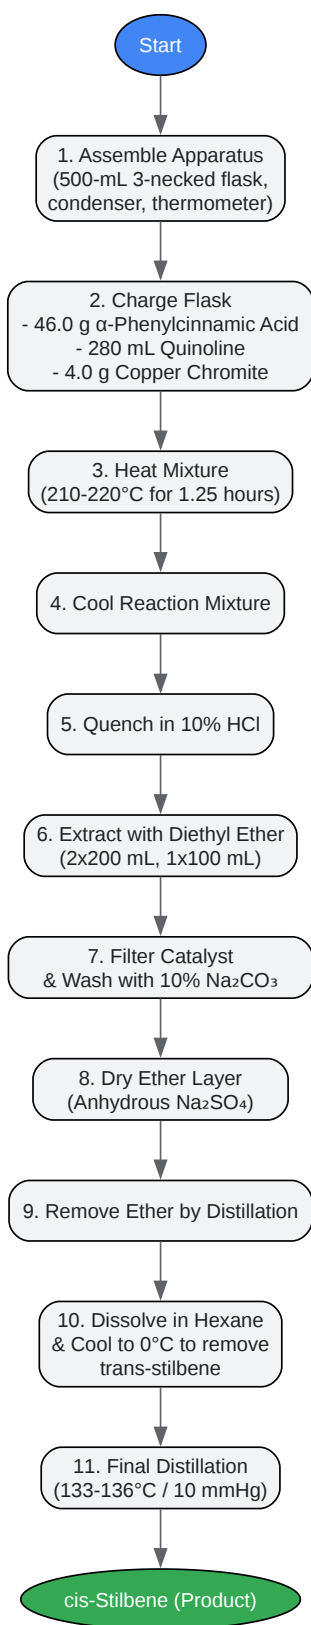 Start
1. Assemble Apparatus
(500-mL 3-necked flask,
condenser, thermometer)
2. Charge Flask
- 46.0 g α-Phenylcinnamic Acid
- 280 mL Quinoline
- 4.0 g Copper Chromite
3. Heat Mixture
(210-220°C for 1.25 hours)
4. Cool Reaction Mixture
5. Quench in 10% HCl
6. Extract with Diethyl Ether
(2x200 mL, 1x100 mL)
7. Filter Catalyst
& Wash with 10% Na₂CO₃
8. Dry Ether Layer
(Anhydrous Na₂SO₄)
9. Remove Ether by Distillation
10. Dissolve in Hexane
& Cool to 0°C to remove
trans-stilbene
11. Final Distillation
(133-136°C / 10 mmHg)
cis-Stilbene (Product)